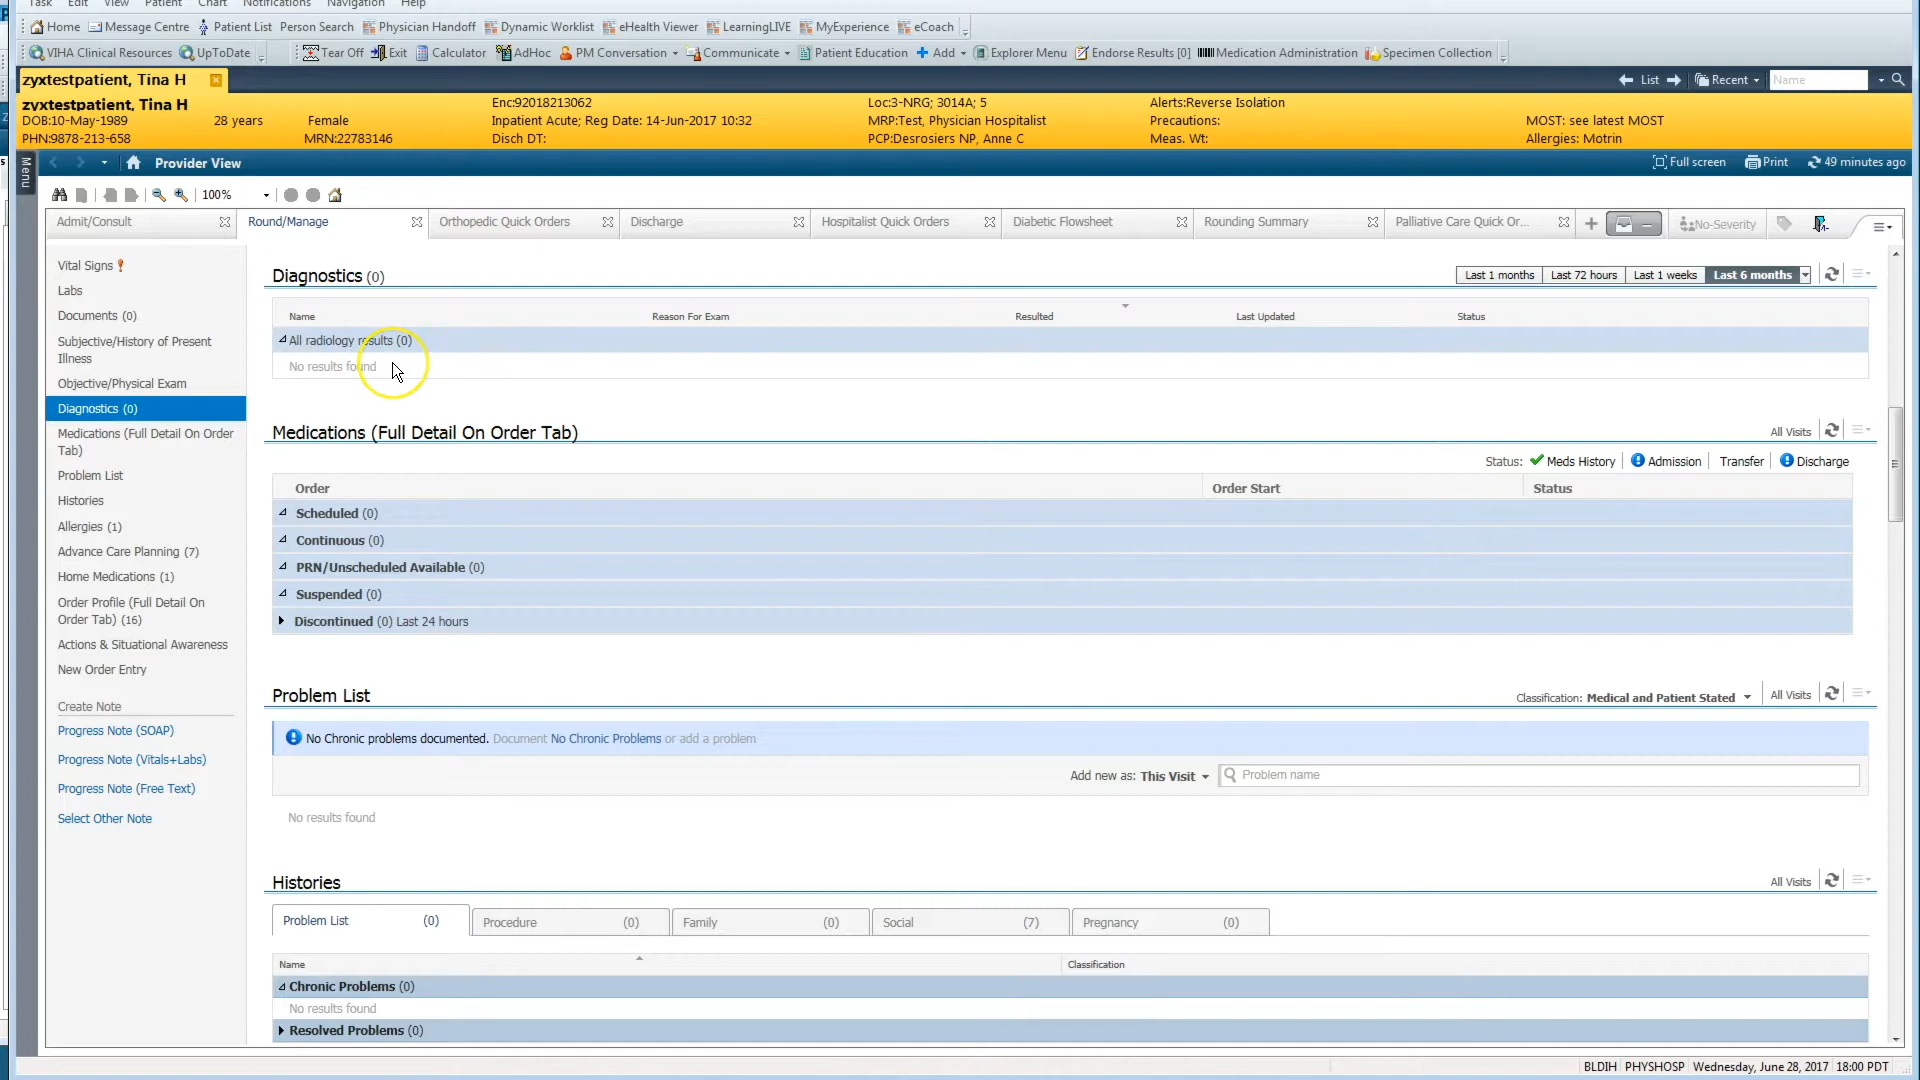 Task Edit View Patient Chart Notifications Navigation Help
Home Message Centre Patient List Person Search Physician Handoff Dynamic Worklist eHealth Viewer LearningLIVE MyExperience eCoach
VIHA Clinical Resources UpToDate Tear Off Exit Calculator AdHoc PM Conversation Communicate Patient Education Add Explorer Menu Endorse Results [0] Medication Administration Specimen Collection
zyxtestpatient, Tina H List Recent Name
zyxtestpatient, Tina H Enc:92018213062 Loc:3-NRG; 3014A; 5 Alerts:Reverse Isolation
DOB:10-May-1989 28 years Female Inpatient Acute; Reg Date: 14-Jun-2017 10:32 MRP:Test, Physician Hospitalist Precautions: MOST: see latest MOST
PHN:9878-213-658 MRN:22783146 Disch DT: PCP:Desrosiers NP, Anne C Meas. Wt: Allergies: Motrin
Menu
Provider View Full screen Print 49 minutes ago
100%
Admit/Consult Round/Manage Orthopedic Quick Orders Discharge Hospitalist Quick Orders Diabetic Flowsheet Rounding Summary Palliative Care Quick Or... No-Severity
Vital Signs
Labs
Documents (0)
Subjective/History of Present
Illness
Objective/Physical Exam
Diagnostics (0)
Medications (Full Detail On Order
Tab)
Problem List
Histories
Allergies (1)
Advance Care Planning (7)
Home Medications (1)
Order Profile (Full Detail On
Order Tab) (16)
Actions & Situational Awareness
New Order Entry
Create Note
Progress Note (SOAP)
Progress Note (Vitals+Labs)
Progress Note (Free Text)
Select Other Note
Diagnostics (0) Last 1 months Last 72 hours Last 1 weeks Last 6 months
Name Reason For Exam Resulted Last Updated Status
All radiology results (0)
No results found
Medications (Full Detail On Order Tab) All Visits
Status: Meds History Admission Transfer Discharge
Order Order Start Status
Scheduled (0)
Continuous (0)
PRN/Unscheduled Available (0)
Suspended (0)
Discontinued (0) Last 24 hours
Problem List Classification: Medical and Patient Stated All Visits
No Chronic problems documented. Document No Chronic Problems or add a problem
Add new as: This Visit Problem name
No results found
Histories All Visits
Problem List (0) Procedure (0) Family (0) Social (7) Pregnancy (0)
Name Classification
Chronic Problems (0)
No results found
Resolved Problems (0)
BLDIH PHYSHOSP Wednesday, June 28, 2017 18:00 PDT